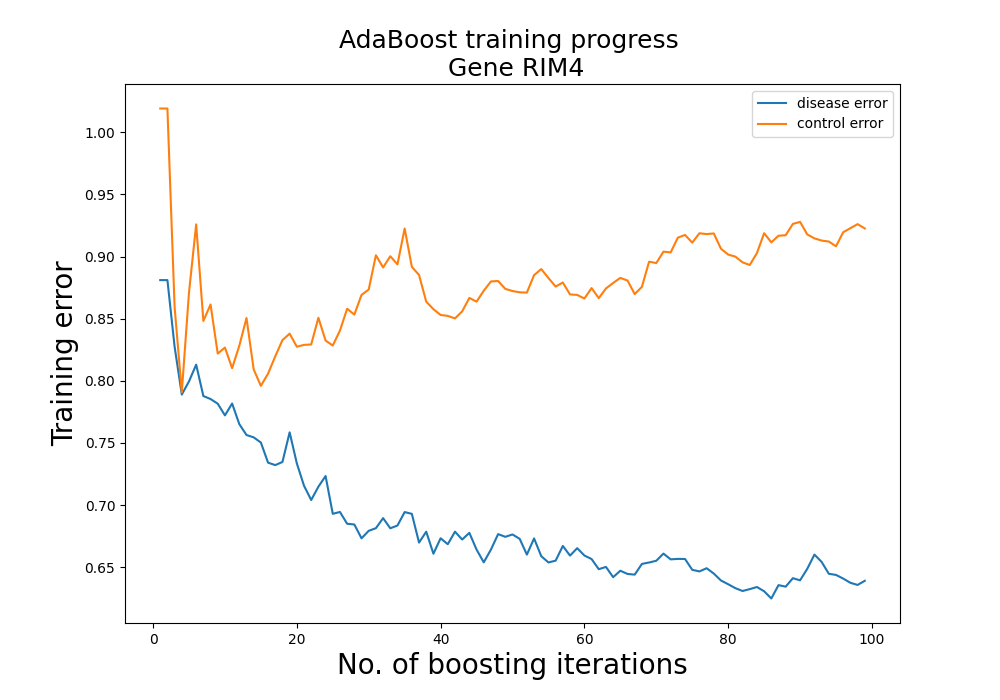 AdaBoost training progress
Gene RIM4
disease error
control error
1.00
0.95
0.90
0.85
0.80
0.75
0.70
0.65
Training error
0 20 40 60 80 100
No. of boosting iterations